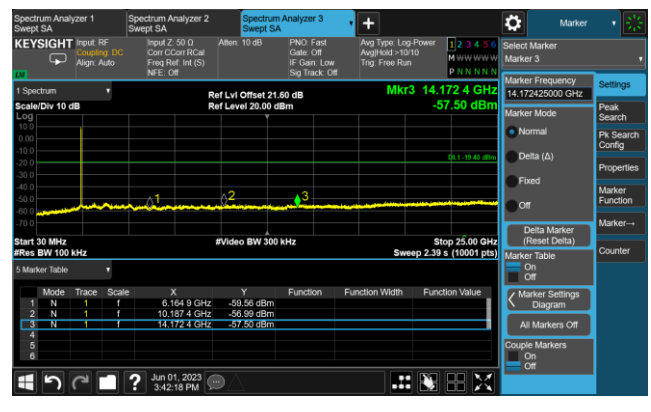 Spectrum Analyzer 1
Swept SA
Spectrum Analyzer 2
Swept SA
Spectrum Analyzer 3
Swept SA
+
Marker
KEYSIGHT
LW
Input: RF
Coupling: DC
Align: Auto
Input Z: 50 Ω
Corr CCorr RCal
Freq Ref: Int (S)
NFE: Off
Atten: 10 dB
PNO: Fast
Gate: Off
IF Gain: Low
Sig Track: Off
Avg Type: Log-Power
Avg|Hold:>10/10
Trig: Free Run
1 2 3 4 5 6
M W W W W W
P N N N N N
Select Marker
Marker 3
1 Spectrum
Scale/Div 10 dB
Ref Lvl Offset 21.60 dB
Ref Level 20.00 dBm
Mkr3 14.172 4 GHz
-57.50 dBm
Log
10.0
0.00
-10.0
-20.0
-30.0
-40.0
-50.0
-60.0
-70.0
DL1 -19.40 dBm
1
2
3
Start 30 MHz
#Res BW 100 kHz
#Video BW 300 kHz
Stop 25.00 GHz
Sweep 2.39 s (10001 pts)
5 Marker Table
Mode Trace Scale X Y Function Function Width Function Value
1 N 1 f 6.164 9 GHz -59.56 dBm
2 N 1 f 10.187 4 GHz -56.99 dBm
3 N 1 f 14.172 4 GHz -57.50 dBm
4
5
6
Marker Frequency
14.172425000 GHz
Marker Mode
Normal
Delta (Δ)
Fixed
Off
Delta Marker
(Reset Delta)
Marker Table
On
Off
Marker Settings
Diagram
All Markers Off
Couple Markers
On
Off
Settings
Peak
Search
Pk Search
Config
Properties
Marker
Function
Marker→
Counter
?
Jun 01, 2023
3:42:18 PM